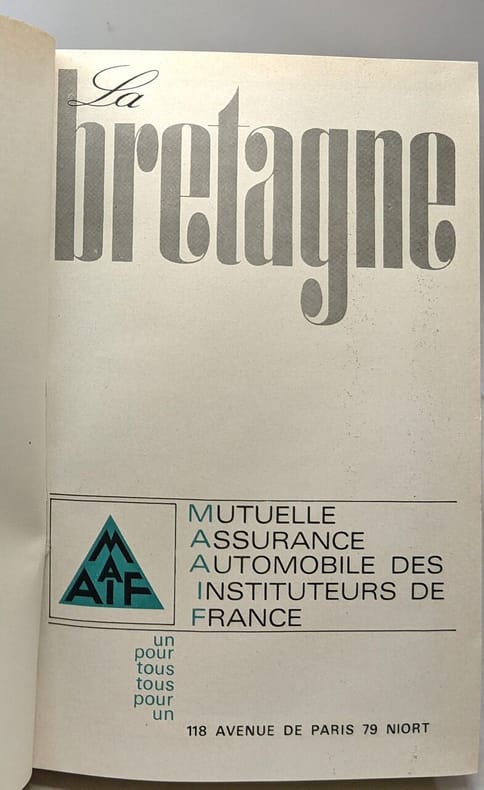 La
bretagne
MAAIF
MUTUELLE
ASSURANCE
AUTOMOBILE DES
INSTITUTEURS DE
FRANCE
un
pour
tous
tous
pour
un
118 AVENUE DE PARIS 79 NIORT